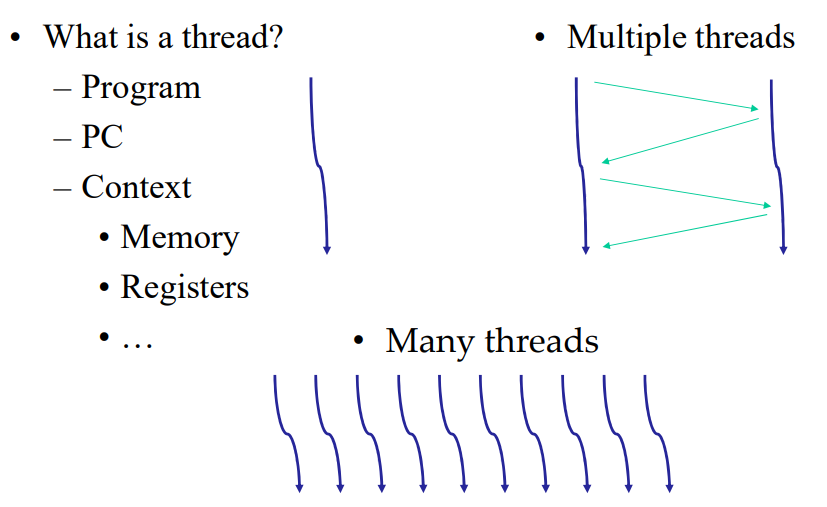 • What is a thread?
– Program
– PC
– Context
• Memory
• Registers
• …
• Multiple threads
• Many threads